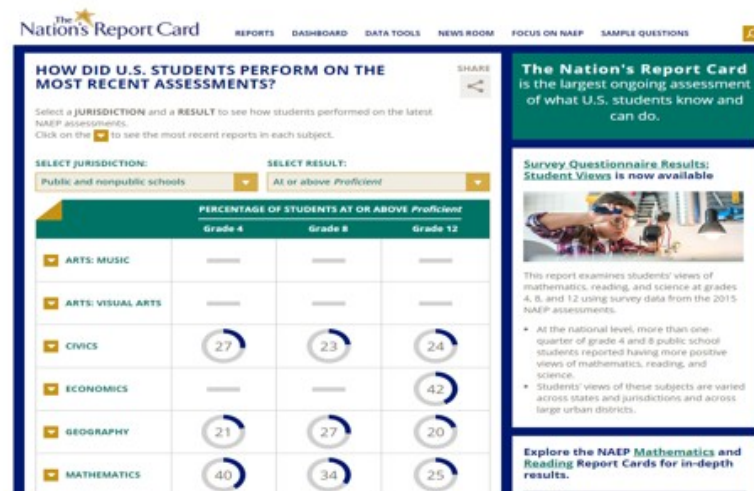 The
Nation's Report Card
REPORTS DASHBOARD DATA TOOLS NEWS ROOM FOCUS ON NAEP SAMPLE QUESTIONS
HOW DID U.S. STUDENTS PERFORM ON THE
MOST RECENT ASSESSMENTS?
SHARE
Select a JURISDICTION and a RESULT to see how students performed on the latest
NAEP assessments.
Click on the to see the most recent reports in each subject.
SELECT JURISDICTION: SELECT RESULT:
Public and nonpublic schools At or above Proficient
PERCENTAGE OF STUDENTS AT OR ABOVE Proficient
Grade 4 Grade 8 Grade 12
ARTS: MUSIC
ARTS: VISUAL ARTS
CIVICS 27 23 24
ECONOMICS 42
GEOGRAPHY 21 27 20
MATHEMATICS 40 34 25
The Nation's Report Card
is the largest ongoing assessment
of what U.S. students know and
can do.
Survey Questionnaire Results:
Student Views is now available
This report examines students' views of
mathematics, reading, and science at grades
4, 8, and 12 using survey data from the 2015
NAEP assessments.
At the national level, more than one-
quarter of grade 4 and 8 public school
students reported having more positive
views of mathematics, reading, and
science.
Students' views of these subjects are varied
across states and jurisdictions and across
large urban districts.
Explore the NAEP Mathematics and
Reading Report Cards for in-depth
results.